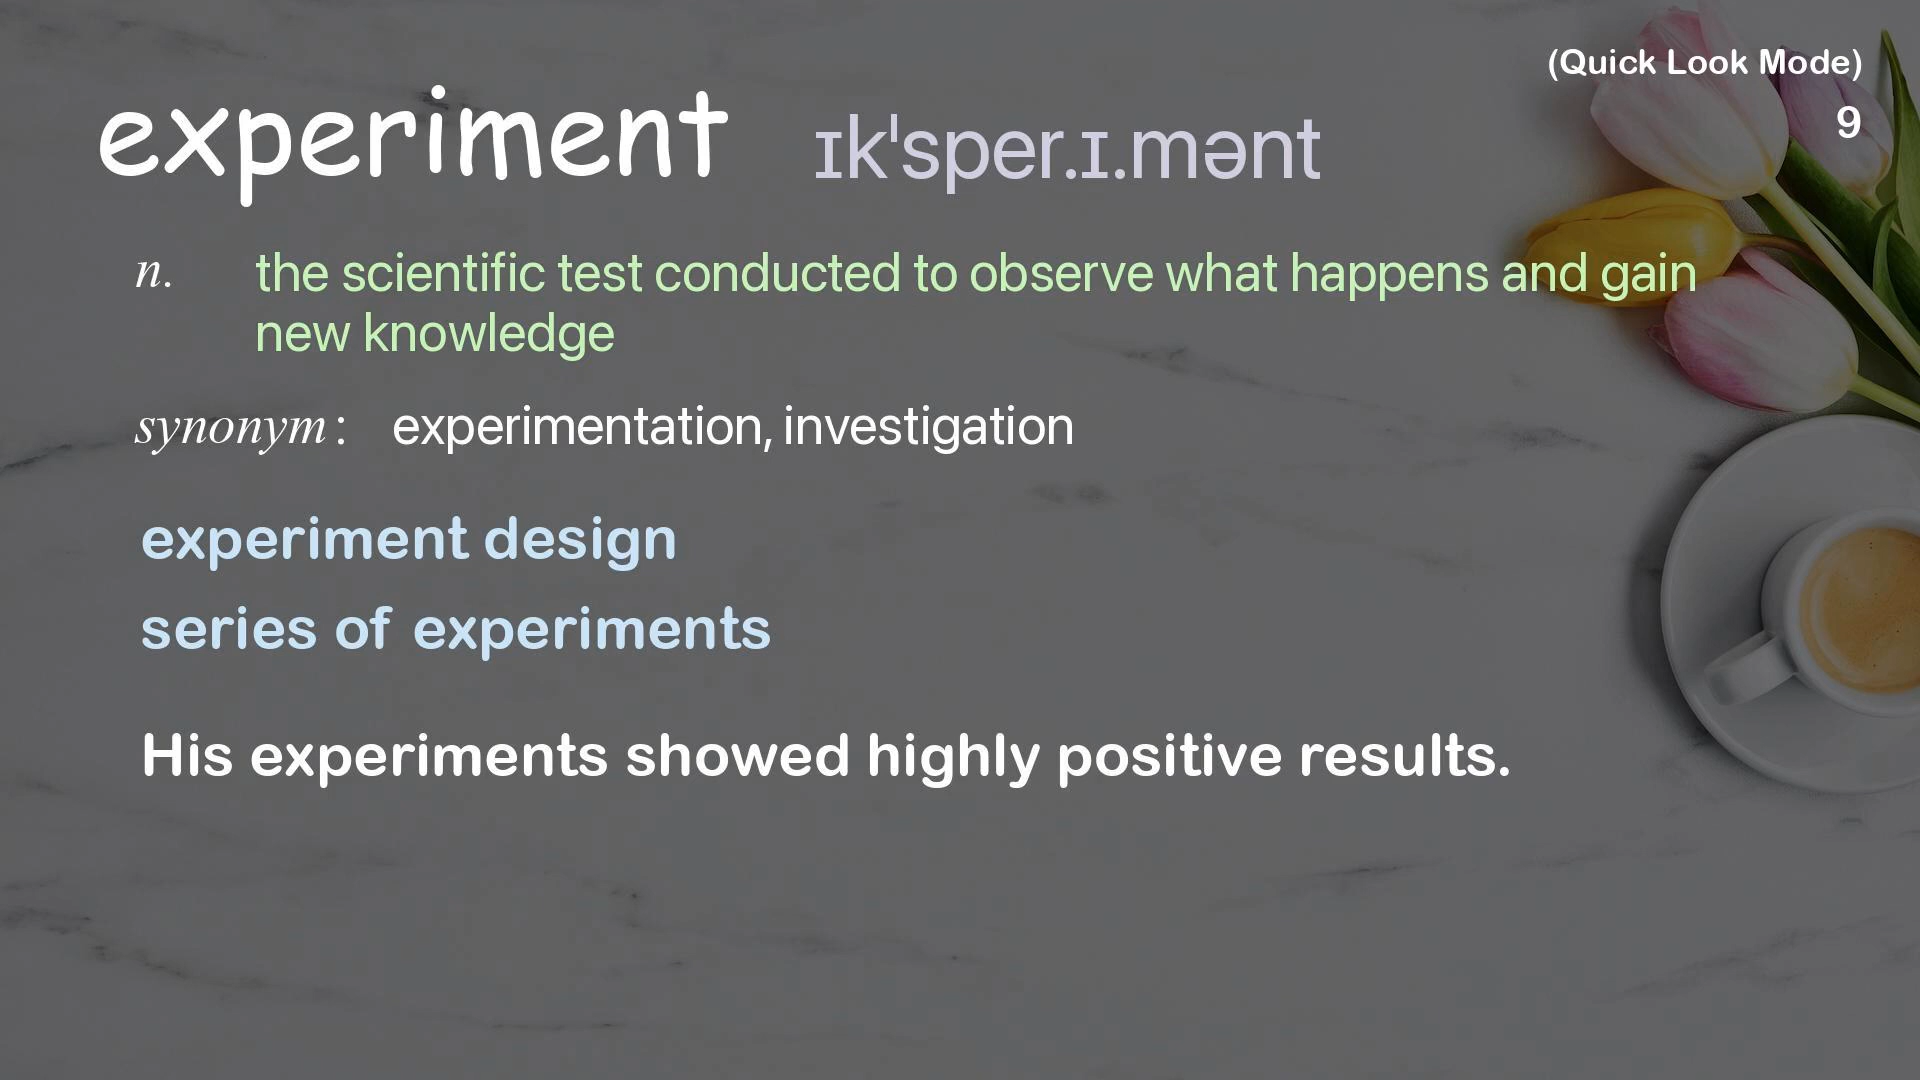 (Quick Look Mode)
9
experiment ɪkˈsper.ɪ.mənt
n. the scientific test conducted to observe what happens and gain
new knowledge
synonym : experimentation, investigation
experiment design
series of experiments
His experiments showed highly positive results.